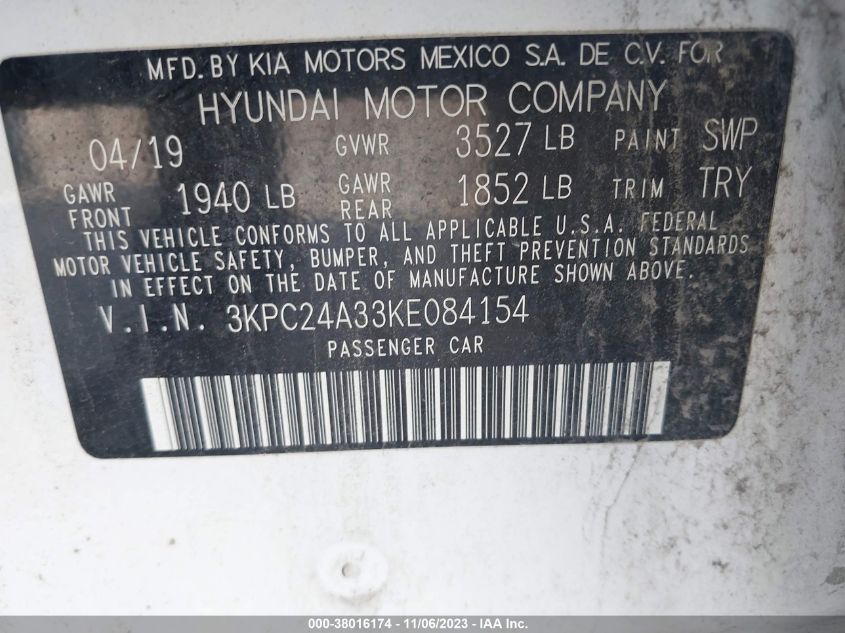 MFD. BY KIA MOTORS MEXICO S.A. DE C.V. FOR
HYUNDAI MOTOR COMPANY
04/19 GVWR 3527 LB PAINT SWP
GAWR FRONT 1940 LB GAWR REAR 1852 LB TRIM TRY
THIS VEHICLE CONFORMS TO ALL APPLICABLE U.S.A. FEDERAL
MOTOR VEHICLE SAFETY, BUMPER, AND THEFT PREVENTION STANDARDS
IN EFFECT ON THE DATE OF MANUFACTURE SHOWN ABOVE.
V.I.N. 3KPC24A33KE084154
PASSENGER CAR
000-38016174 - 11/06/2023 - IAA Inc.